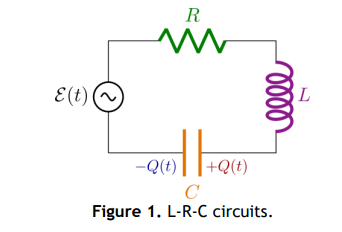 R
ℰ(t)
L
−Q(t)
+Q(t)
C
Figure 1. L-R-C circuits.